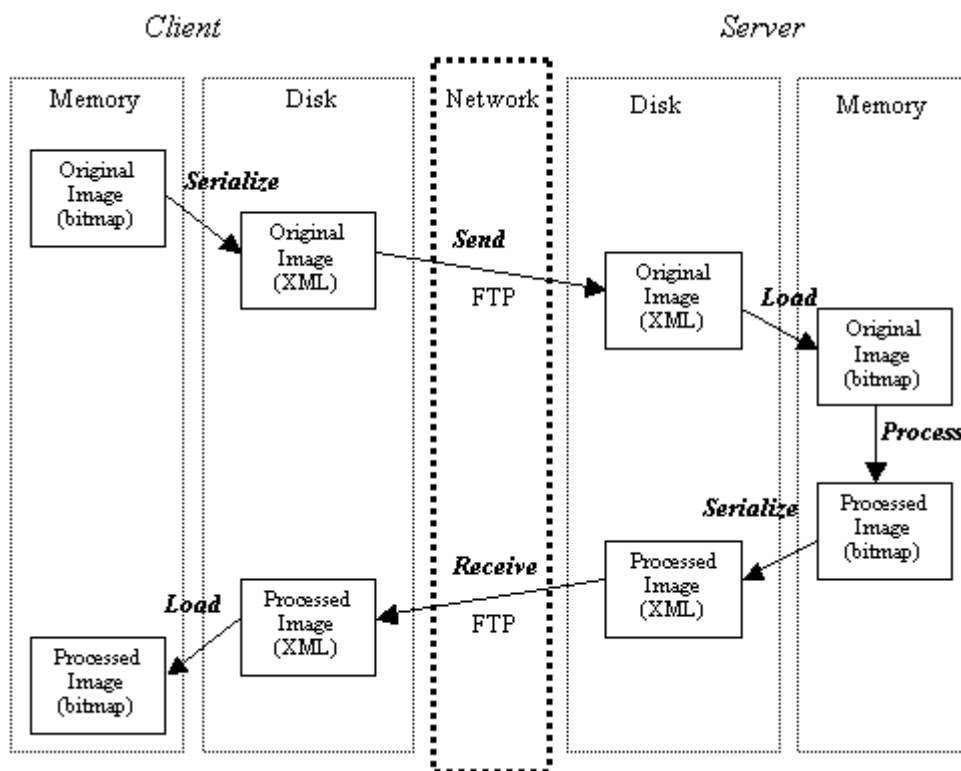 Client
Server
Memory
Disk
Network
Disk
Memory
Original
Image
(bitmap)
Serialize
Original
Image
(XML)
Send
FTP
Original
Image
(XML)
Load
Original
Image
(bitmap)
Process
Processed
Image
(bitmap)
Serialize
Processed
Image
(XML)
Receive
FTP
Processed
Image
(XML)
Load
Processed
Image
(bitmap)